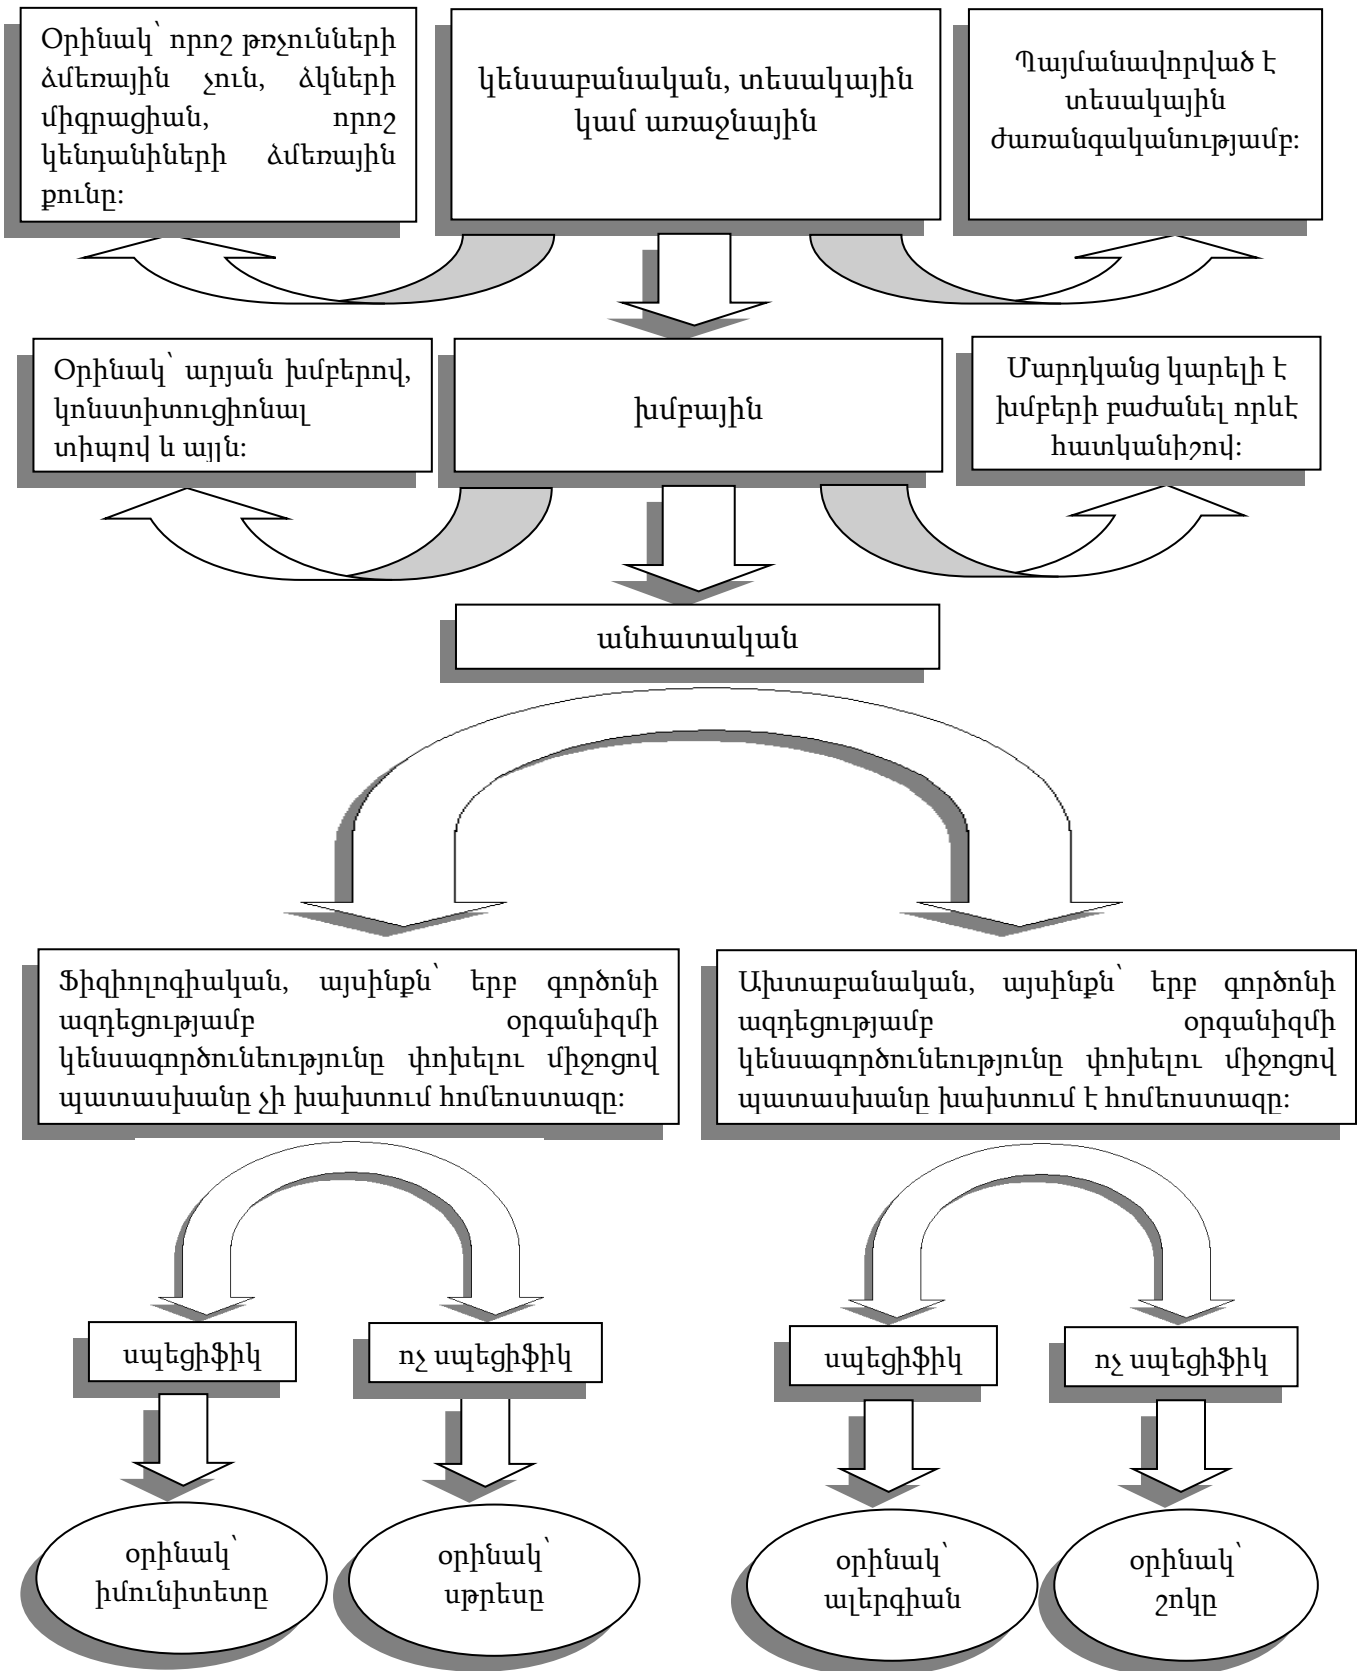 Օրինակ՝ որոշ թռչունների
ձմեռային չուն, ձկների
միգրացիան, որոշ
կենդանիների ձմեռային
քունը։
կենսաբանական, տեսակային
կամ առաջնային
Պայմանավորված է
տեսակային
ժառանգականությամբ։
Օրինակ՝ արյան խմբերով,
կոնստիտուցիոնալ
տիպով և այլն։
խմբային
Մարդկանց կարելի է
խմբերի բաժանել որևէ
հատկանիշով։
անհատական
Ֆիզիոլոգիական, այսինքն՝ երբ գործոնի
ազդեցությամբ օրգանիզմի
կենսագործունեությունը փոխելու միջոցով
պատասխանը չի խախտում հոմեոստազը։
Ախտաբանական, այսինքն՝ երբ գործոնի
ազդեցությամբ օրգանիզմի
կենսագործունեությունը փոխելու միջոցով
պատասխանը խախտում է հոմեոստազը։
սպեցիֆիկ
ոչ սպեցիֆիկ
սպեցիֆիկ
ոչ սպեցիֆիկ
օրինակ՝
իմունիտետը
օրինակ՝
սթրեսը
օրինակ՝
ալերգիան
օրինակ՝
շոկը